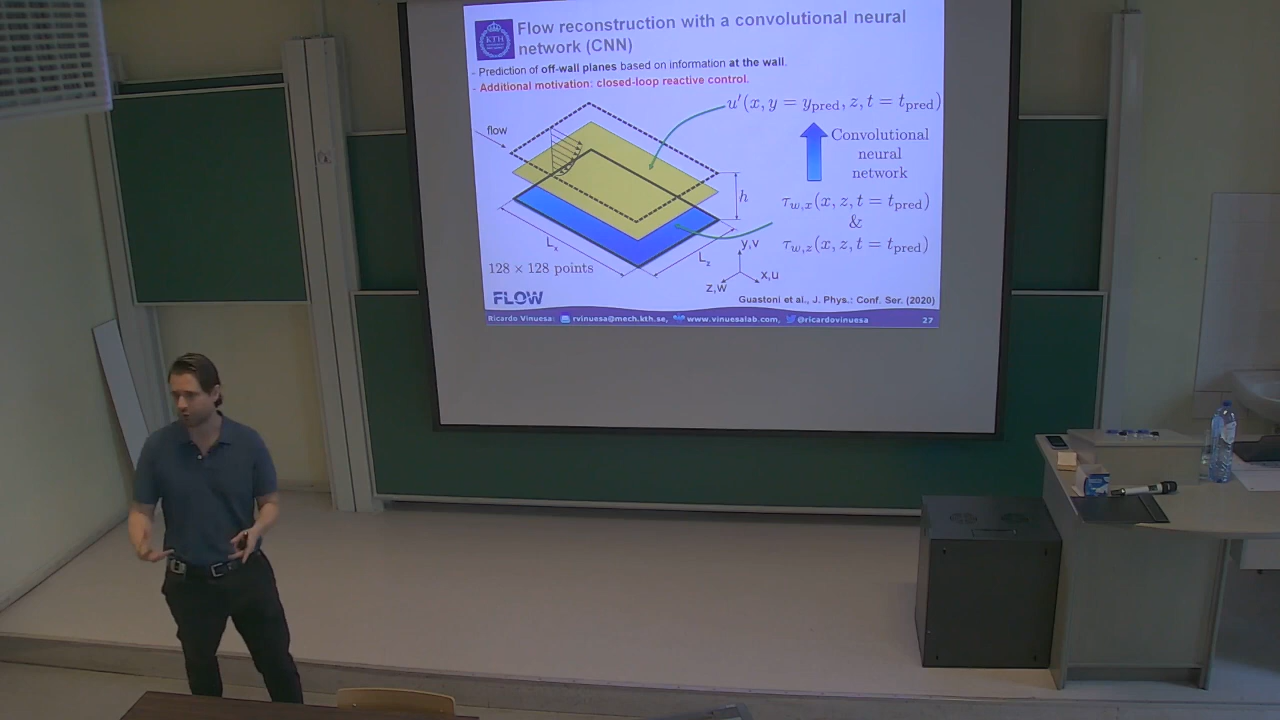 KTH
Flow reconstruction with a convolutional neural
network (CNN)
- Prediction of off-wall planes based on information at the wall.
- Additional motivation: closed-loop reactive control.
flow
u'(x, y = y_pred, z, t = t_pred)
Convolutional
neural
network
h
τ_w,x(x, z, t = t_pred)
&
τ_w,z(x, z, t = t_pred)
L_x
L_z
y,v
x,u
z,w
128 × 128 points
FLOW
Guastoni et al., J. Phys.: Conf. Ser. (2020)
Ricardo Vinuesa: rvinuesa@mech.kth.se, www.vinuesalab.com, @ricardovinuesa 27